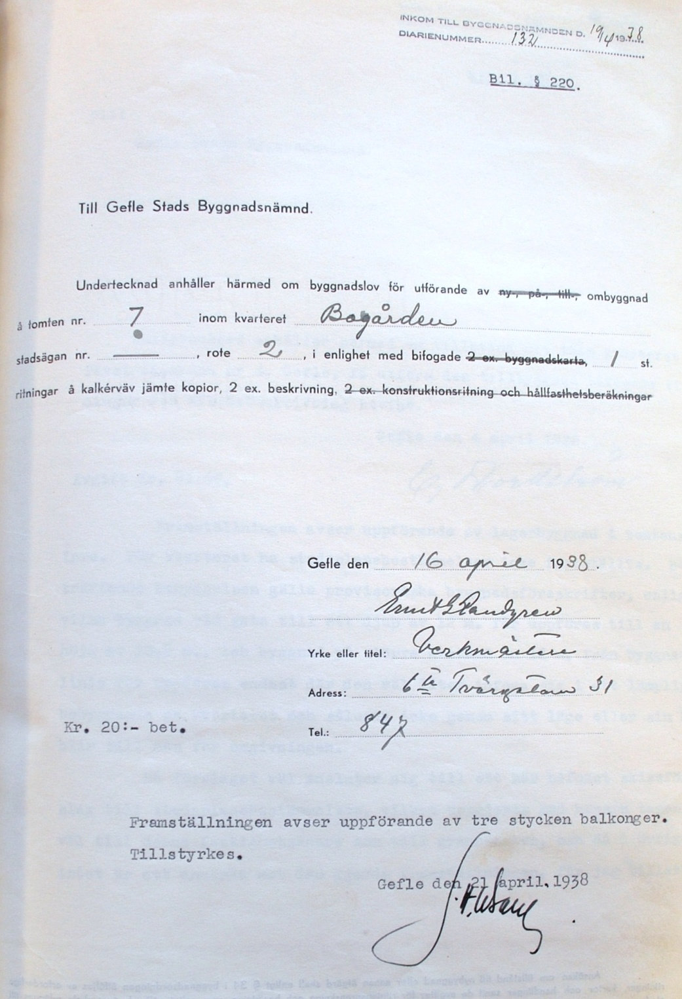 INKOM TILL BYGGNADSNÄMNDEN D. 19/4 1938
DIARIENUMMER 132
Bil. § 220.
Till Gefle Stads Byggnadsnämnd.
Undertecknad anhåller härmed om byggnadslov för utförande av ny-, på-, till-, ombyggnad
å tomten nr. 7 inom kvarteret Bogården
stadsägan nr. —, rote 2, i enlighet med bifogade 2 ex. byggnadskarta, 1 st.
ritningar å kalkérväv jämte kopior, 2 ex. beskrivning, 2 ex. konstruktionsritning och hållfasthetsberäkningar
Gefle den 16 april 1938.
Ernst G Sandgren
Yrke eller titel: Verkmästare
Adress: 6te Tvärgatan 31
Kr. 20:- bet.
Tel.: 847
Framställningen avser uppförande av tre stycken balkonger.
Tillstyrkes.
Gefle den 21 april, 1938